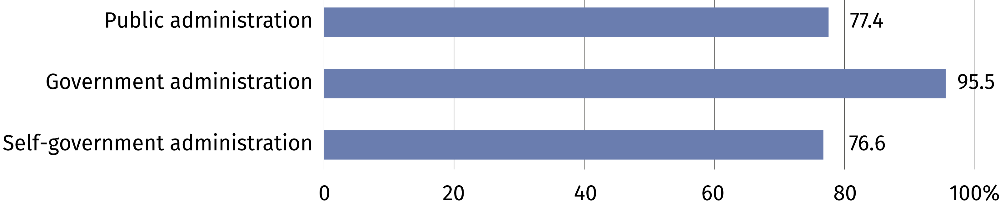 Public administration 77.4
Government administration 95.5
Self-government administration 76.6
0 20 40 60 80 100%